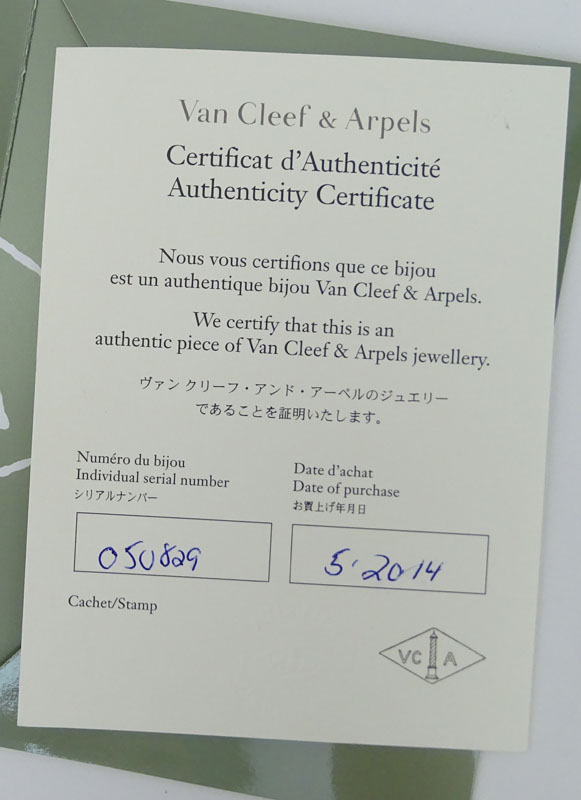 Van Cleef & Arpels
Certificat d'Authenticité
Authenticity Certificate
Nous vous certifions que ce bijou
est un authentique bijou Van Cleef & Arpels.
We certify that this is an
authentic piece of Van Cleef & Arpels jewellery.
ヴァン クリーフ・アンド・アーペルのジュエリー
であることを証明いたします。
Numéro du bijou
Individual serial number
シリアルナンバー
050829
Date d'achat
Date of purchase
お買上げ年月日
5·2014
Cachet/Stamp
VC A